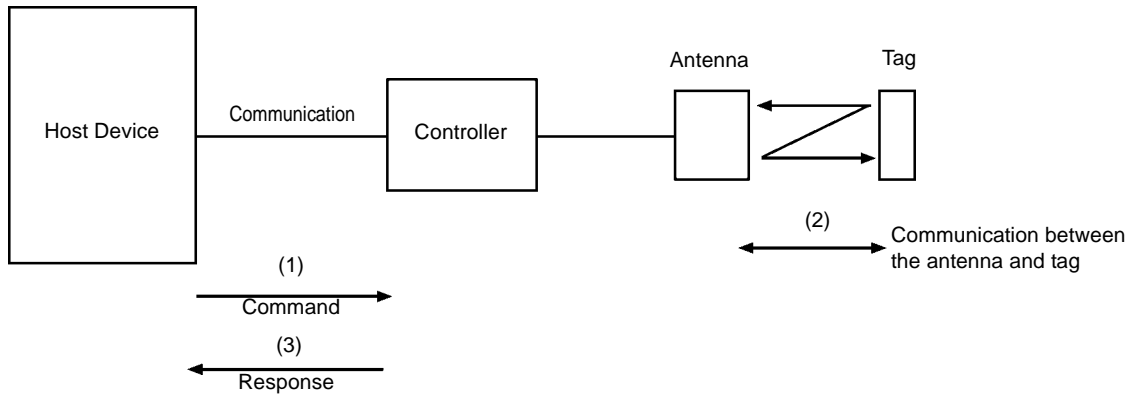 Antenna
Tag
Host Device
Communication
Controller
(2)
Communication between
the antenna and tag
(1)
Command
(3)
Response